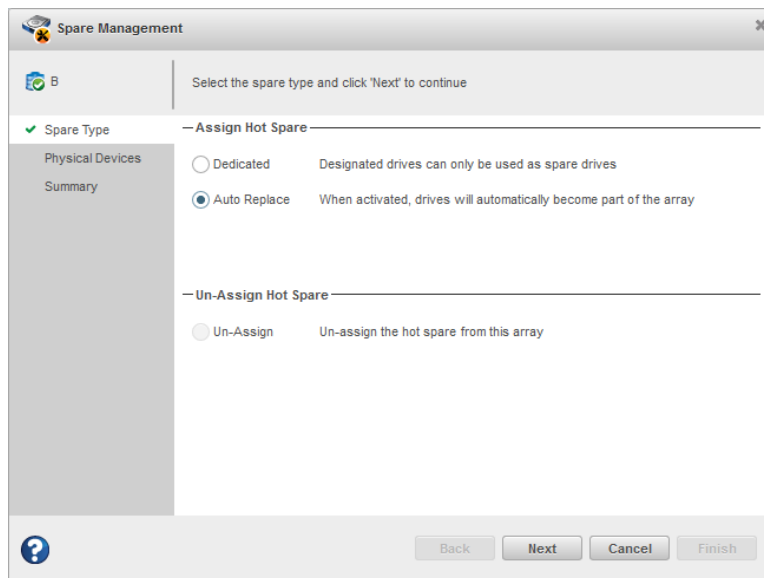 Spare Management
B
Select the spare type and click 'Next' to continue
Spare Type
Physical Devices
Summary
Assign Hot Spare
Dedicated Designated drives can only be used as spare drives
Auto Replace When activated, drives will automatically become part of the array
Un-Assign Hot Spare
Un-Assign Un-assign the hot spare from this array
? Back Next Cancel Finish